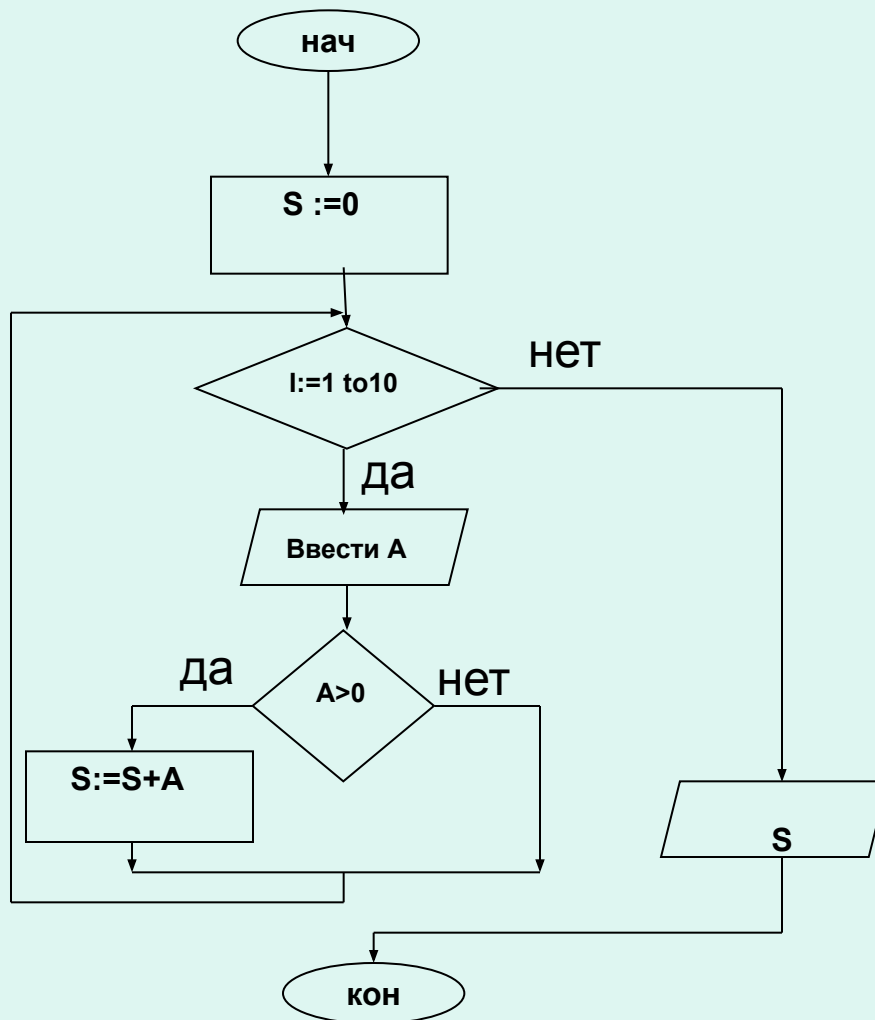 нач
S :=0
I:=1 to10
нет
да
Ввести А
A>0
да
нет
S:=S+A
S
кон